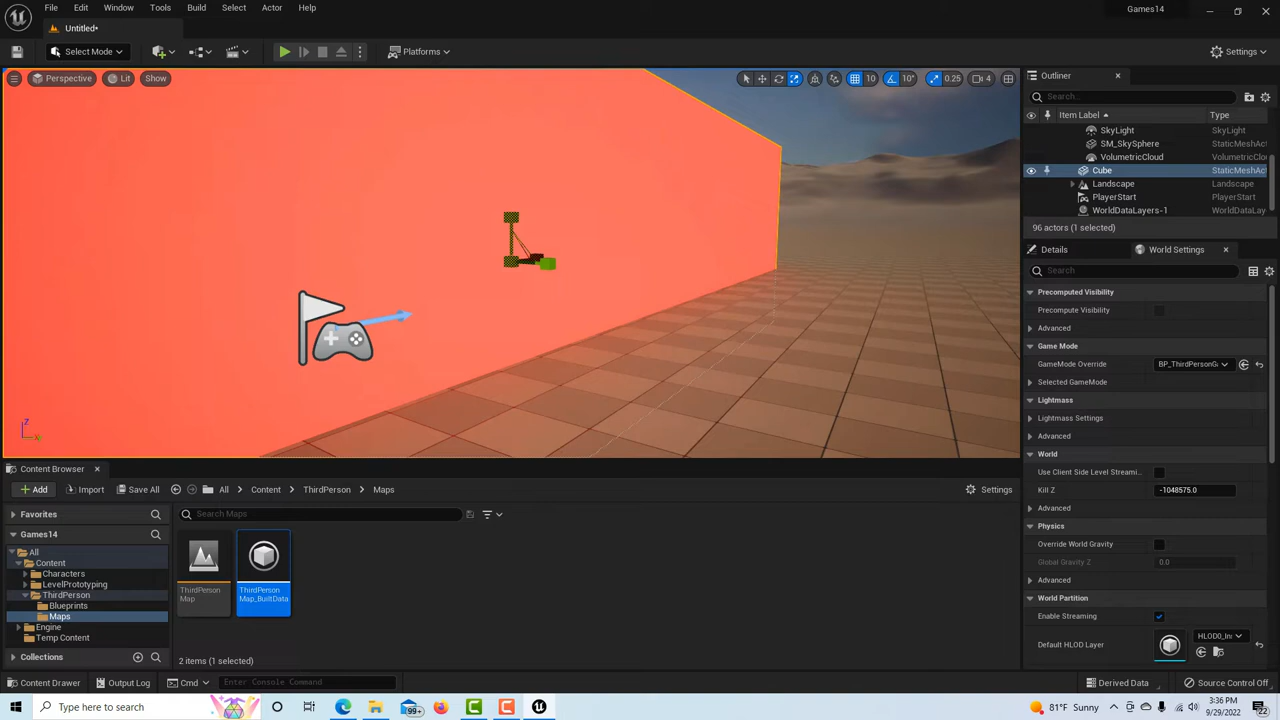 File Edit Window Tools Build Select Actor Help
Games14
Untitled*
Select Mode
Platforms
Settings
Perspective Lit Show
10 10° 0.25 4
Outliner
Search...
Item Label Type
SkyLight SkyLight
SM_SkySphere StaticMeshAct
VolumetricCloud VolumetricClou
Cube StaticMeshAct
Landscape Landscape
PlayerStart PlayerStart
WorldDataLayers-1 WorldDataLay
96 actors (1 selected)
Details World Settings
Search
Precomputed Visibility
Precompute Visibility
Advanced
Game Mode
GameMode Override BP_ThirdPersonG
Selected GameMode
Lightmass
Lightmass Settings
Advanced
World
Use Client Side Level Streami...
Kill Z -1048575.0
Advanced
Physics
Override World Gravity
Global Gravity Z 0.0
Advanced
World Partition
Enable Streaming
Default HLOD Layer HLOD0_In
Z
X
Content Browser
Add Import Save All All Content ThirdPerson Maps Settings
Favorites
Search Maps
Games14
All
Content
Characters
LevelPrototyping
ThirdPerson
Blueprints
Maps
Engine
Temp Content
Collections
ThirdPerson
Map
ThirdPerson
Map_BuiltData
2 items (1 selected)
Content Drawer Output Log Cmd Enter Console Command Derived Data Source Control Off
Type here to search
99+
81°F Sunny
3:36 PM
9/29/2022
22